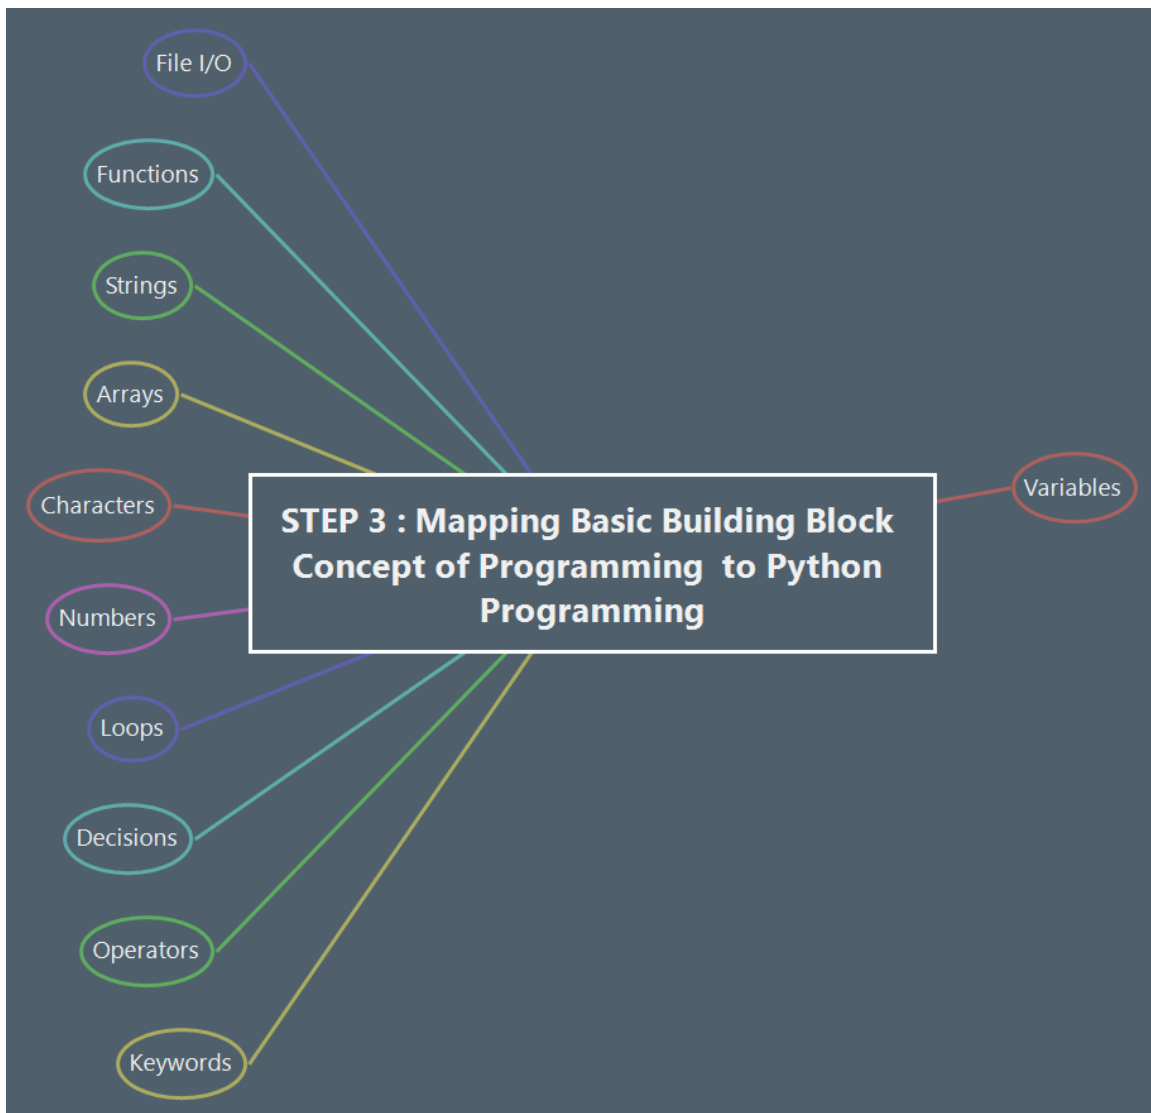 File I/O
Functions
Strings
Arrays
Characters
Numbers
Loops
Decisions
Operators
Keywords
STEP 3 : Mapping Basic Building Block
Concept of Programming  to Python
Programming
Variables